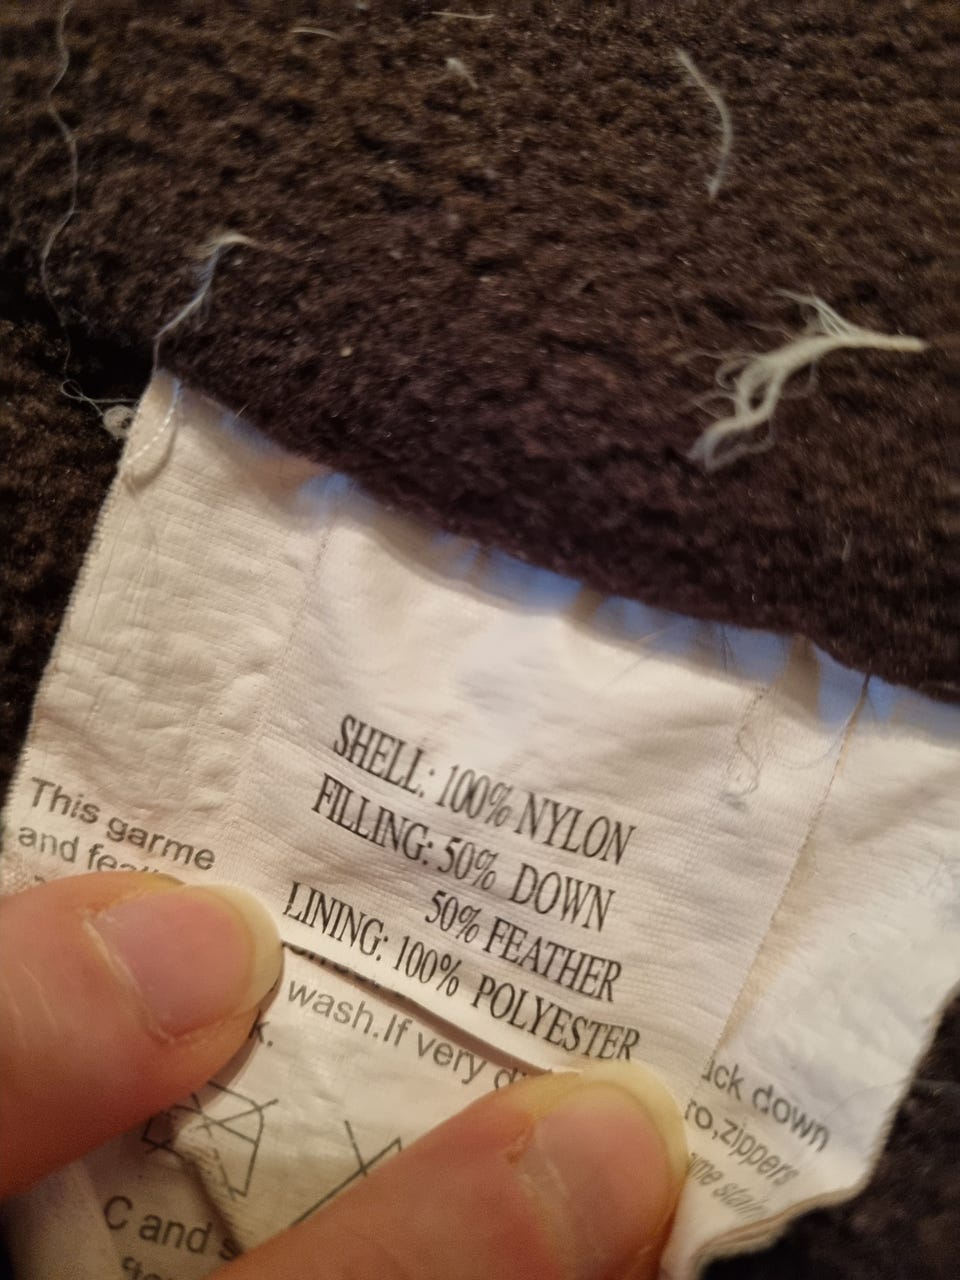 SHELL: 100% NYLON
FILLING: 50% DOWN
50% FEATHER
LINING: 100% POLYESTER
This garme
and
wash.If very
k.
uck down
ro,zippers
C and s